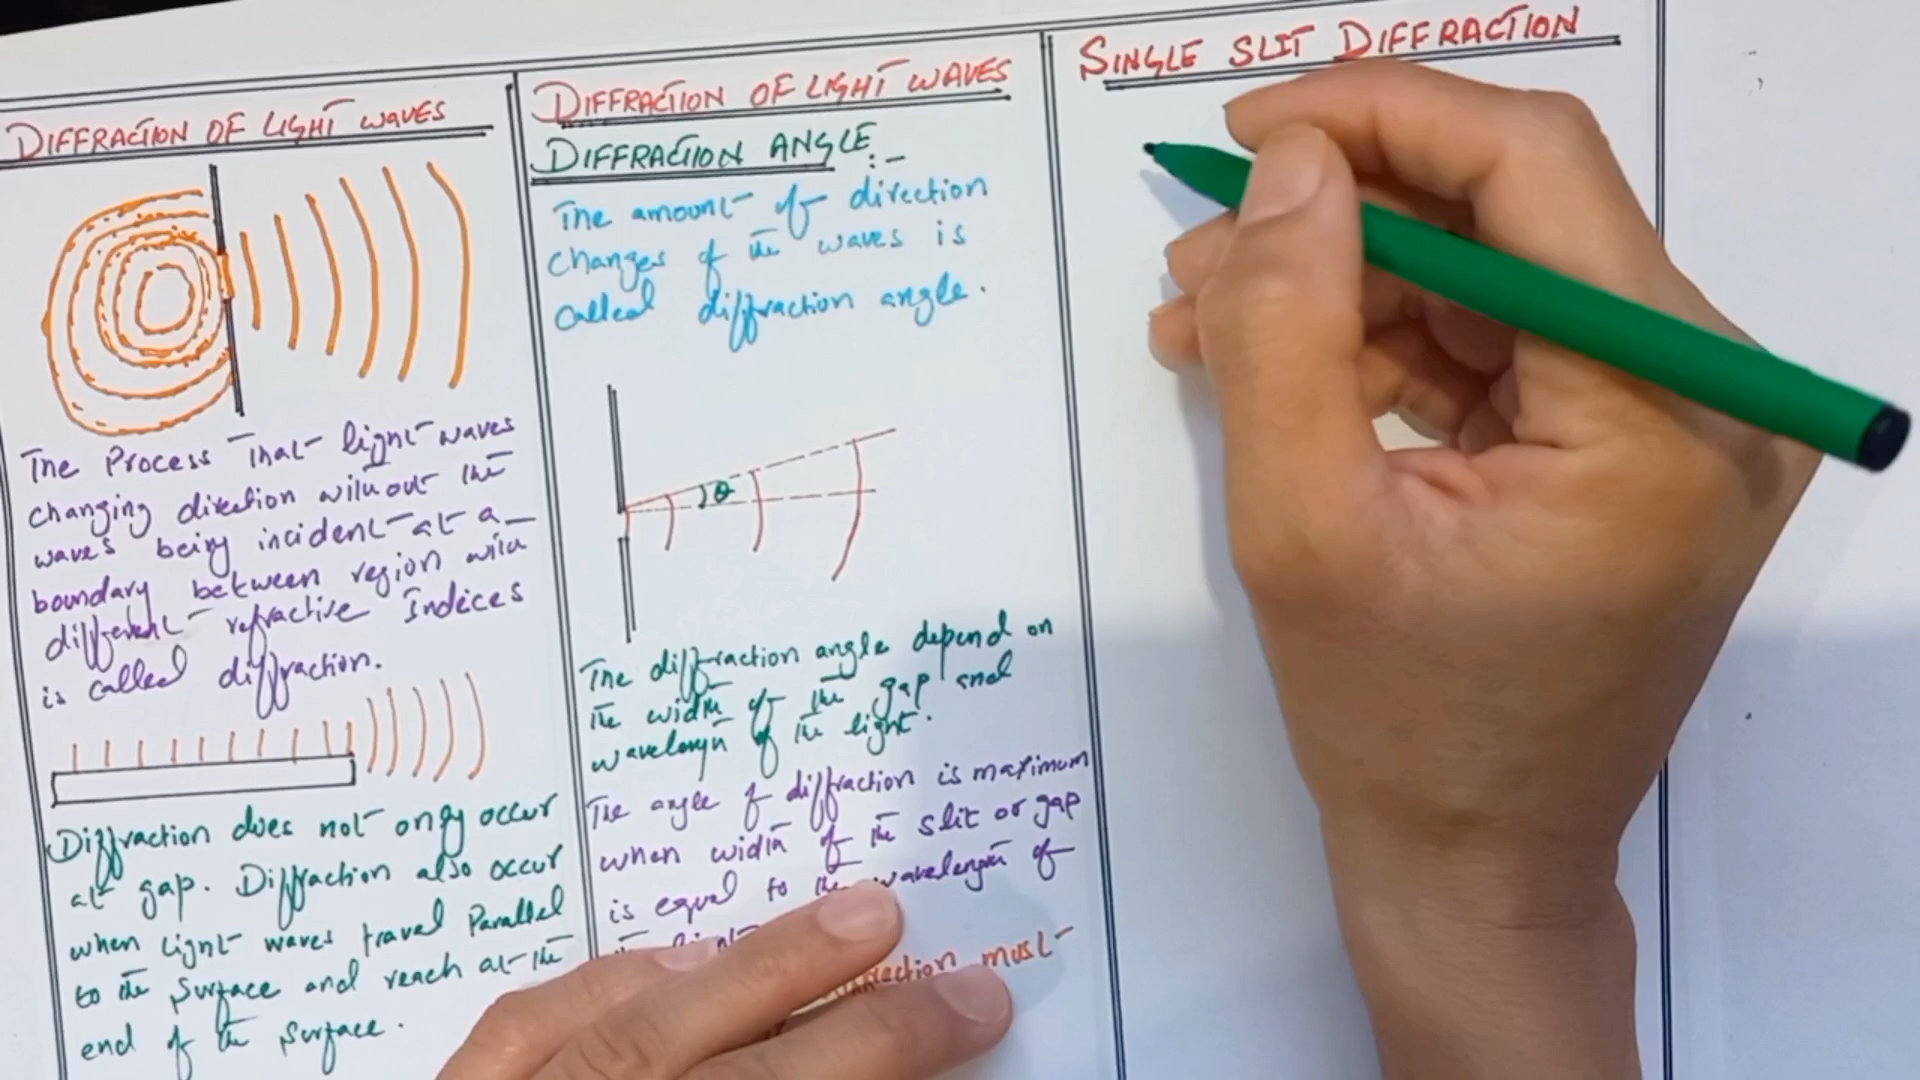 DIFFRACTION OF LIGHT WAVES
The Process That light waves
changing direction without the
waves being incident at a
boundary between region with
different refractive Indices
is called diffraction.
Diffraction does not only occur
at gap. Diffraction also occur
when light waves travel Parallel
to the Surface and reach at the
end of the Surface.
DIFFRACTION OF LIGHT WAVES
DIFFRACTION ANGLE :-
The amount of direction
changes of the waves is
called diffraction angle.
θ
The diffraction angle depend on
the width of the gap and
wavelength of the light.
The angle of diffraction is maximum
when width of the slit or gap
is equal to the wavelength of
the light
must
SINGLE SLIT DIFFRACTION